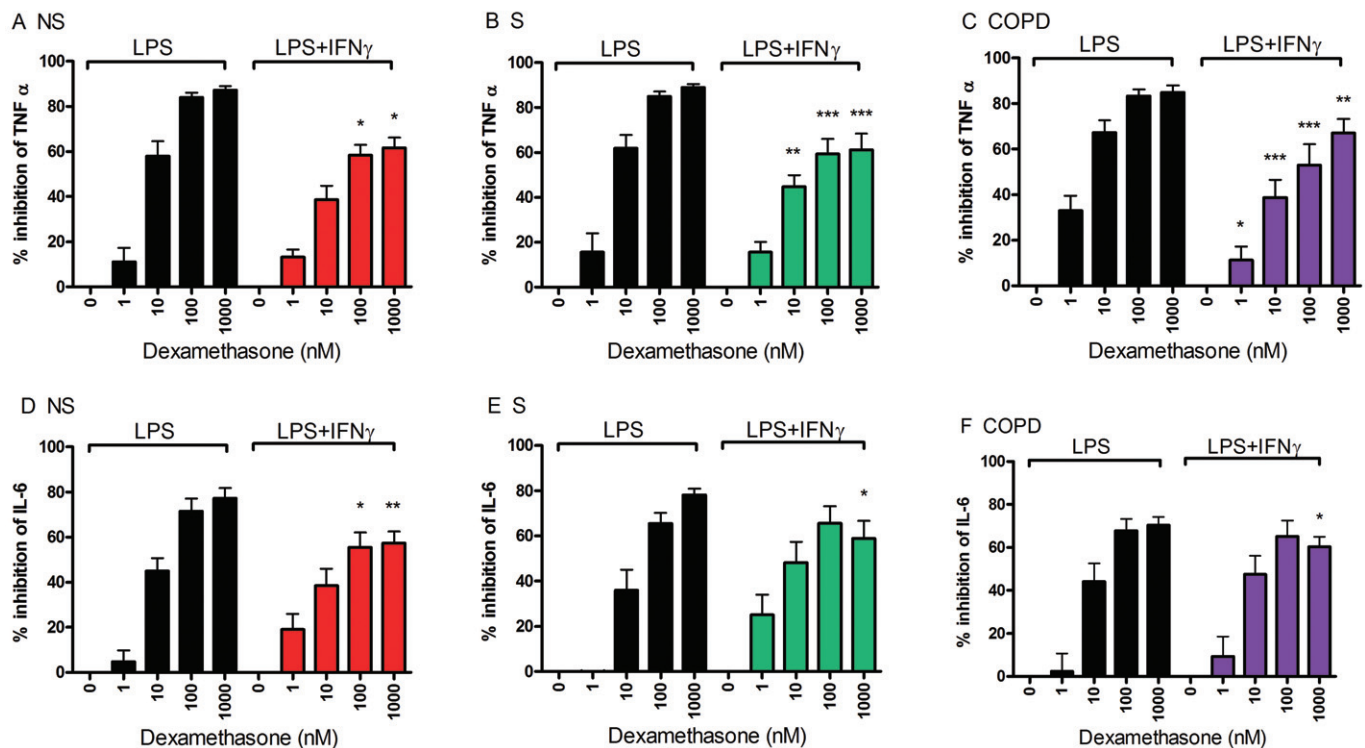 A NS
LPS
LPS+IFNγ
% inhibition of TNF α
100
80
60
40
20
0
* *
0 1 10 100 1000 0 1 10 100 1000
Dexamethasone (nM)
B S
LPS
LPS+IFNγ
% inhibition of TNF α
100
80
60
40
20
0
** *** ***
0 1 10 100 1000 0 1 10 100 1000
Dexamethasone (nM)
C COPD
LPS
LPS+IFNγ
% inhibition of TNF α
100
80
60
40
20
0
* *** *** **
0 1 10 100 1000 0 1 10 100 1000
Dexamethasone (nM)
D NS
LPS
LPS+IFNγ
% inhibition of IL-6
100
80
60
40
20
0
* **
0 1 10 100 1000 0 1 10 100 1000
Dexamethasone (nM)
E S
LPS
LPS+IFNγ
% inhibition of IL-6
100
80
60
40
20
0
*
0 1 10 100 1000 0 1 10 100 1000
Dexamethasone (nM)
F COPD
LPS
LPS+IFNγ
% inhibition of IL-6
100
80
60
40
20
0
*
0 1 10 100 1000 0 1 10 100 1000
Dexamethasone (nM)